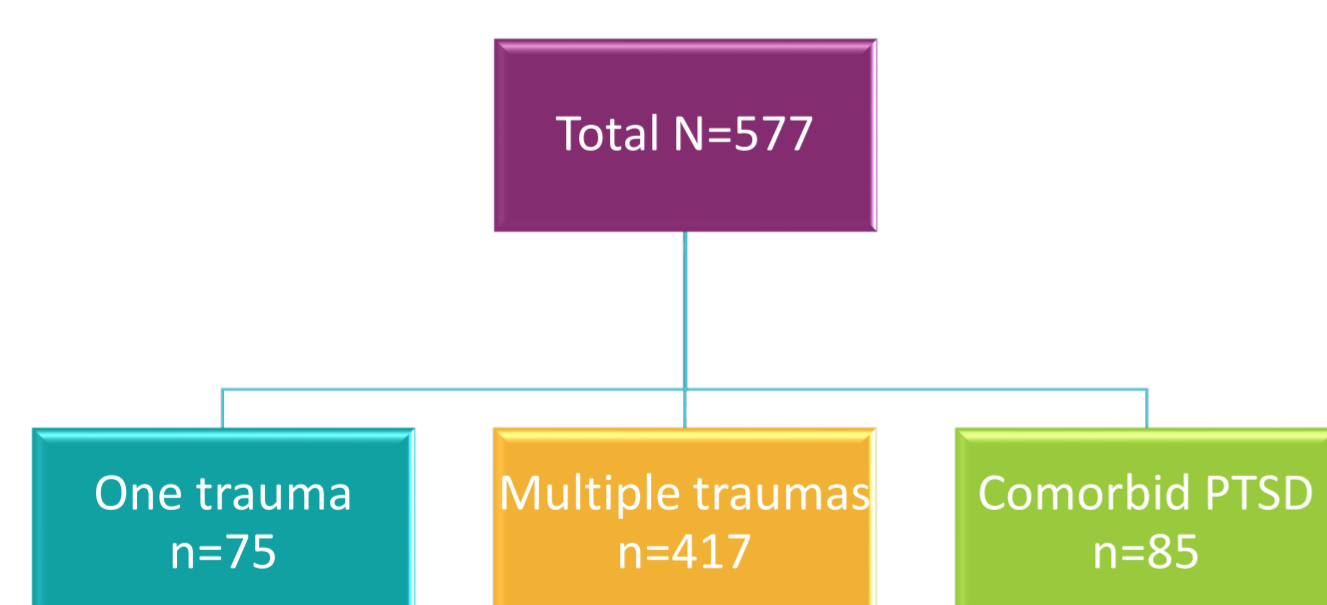 Total N=577
One trauma
n=75
Multiple traumas
n=417
Comorbid PTSD
n=85